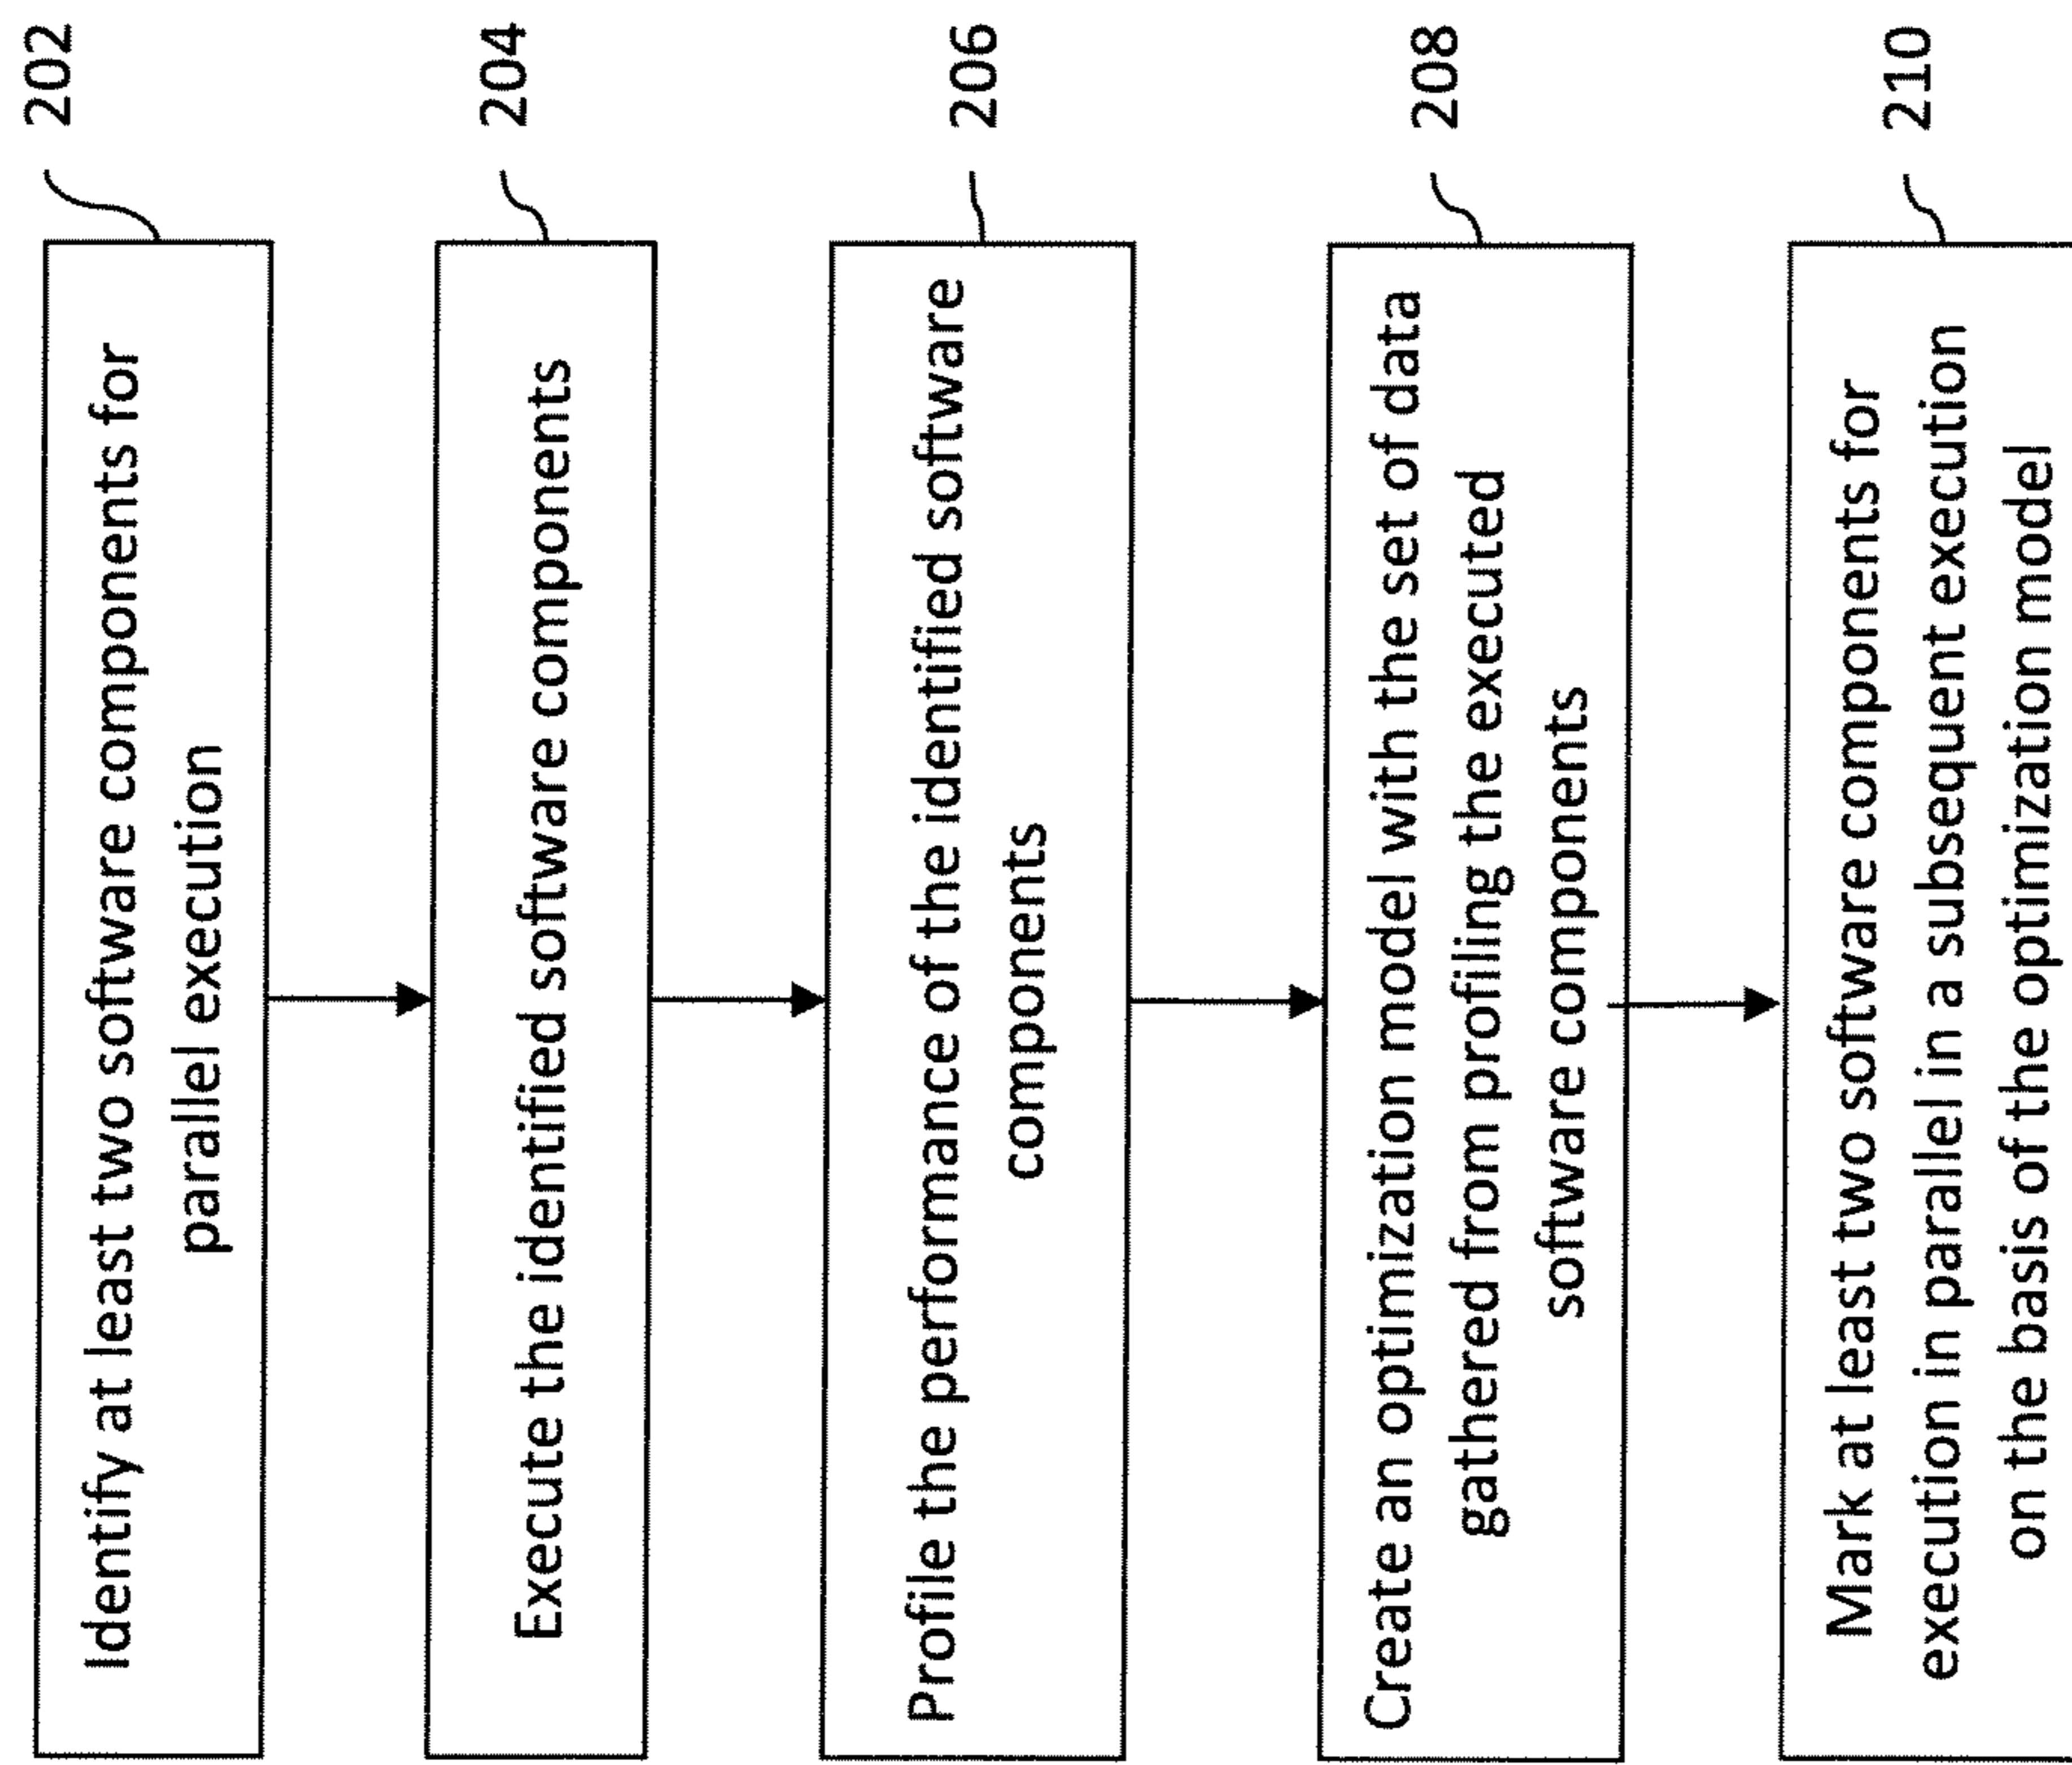 202
Identify at least two software components for
parallel execution
204
Execute the identified software components
206
Profile the performance of the identified software
components
208
Create an optimization model with the set of data
gathered from profiling the executed
software components
210
Mark at least two software components for
execution in parallel in a subsequent execution
on the basis of the optimization model